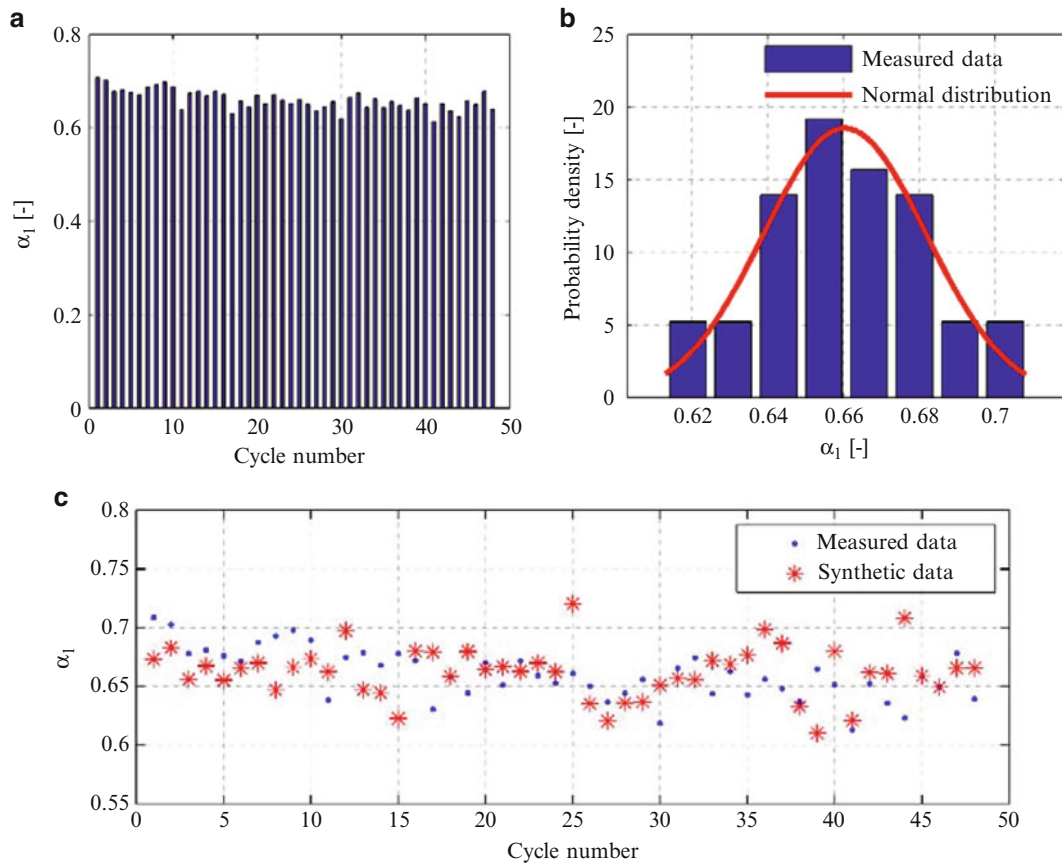 a
0.8
0.6
0.4
0.2
0
α1 [-]
0 10 20 30 40 50
Cycle number
b
25
20
15
10
5
0
Probability density [-]
Measured data
Normal distribution
0.62 0.64 0.66 0.68 0.7
α1 [-]
c
0.8
0.75
0.7
0.65
0.6
0.55
α1
Measured data
Synthetic data
0 5 10 15 20 25 30 35 40 45 50
Cycle number